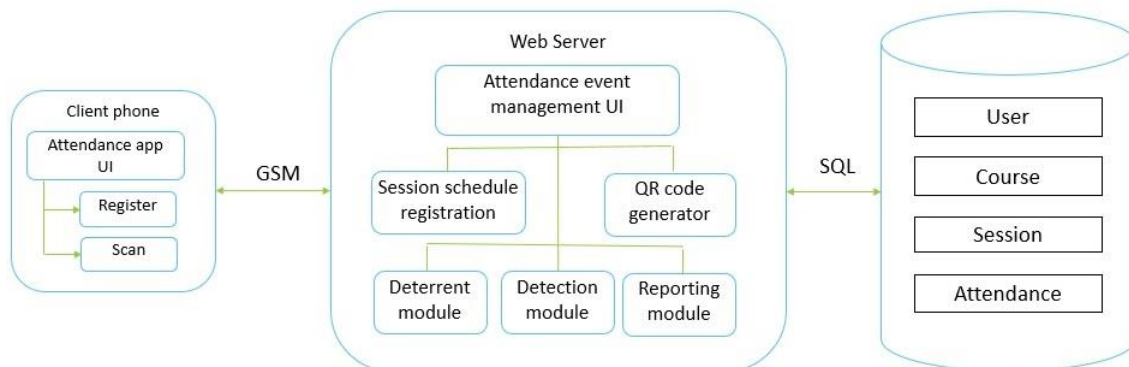 Client phone
Attendance app
UI
Register
Scan
GSM
Web Server
Attendance event
management UI
Session schedule
registration
QR code
generator
Deterrent
module
Detection
module
Reporting
module
SQL
User
Course
Session
Attendance